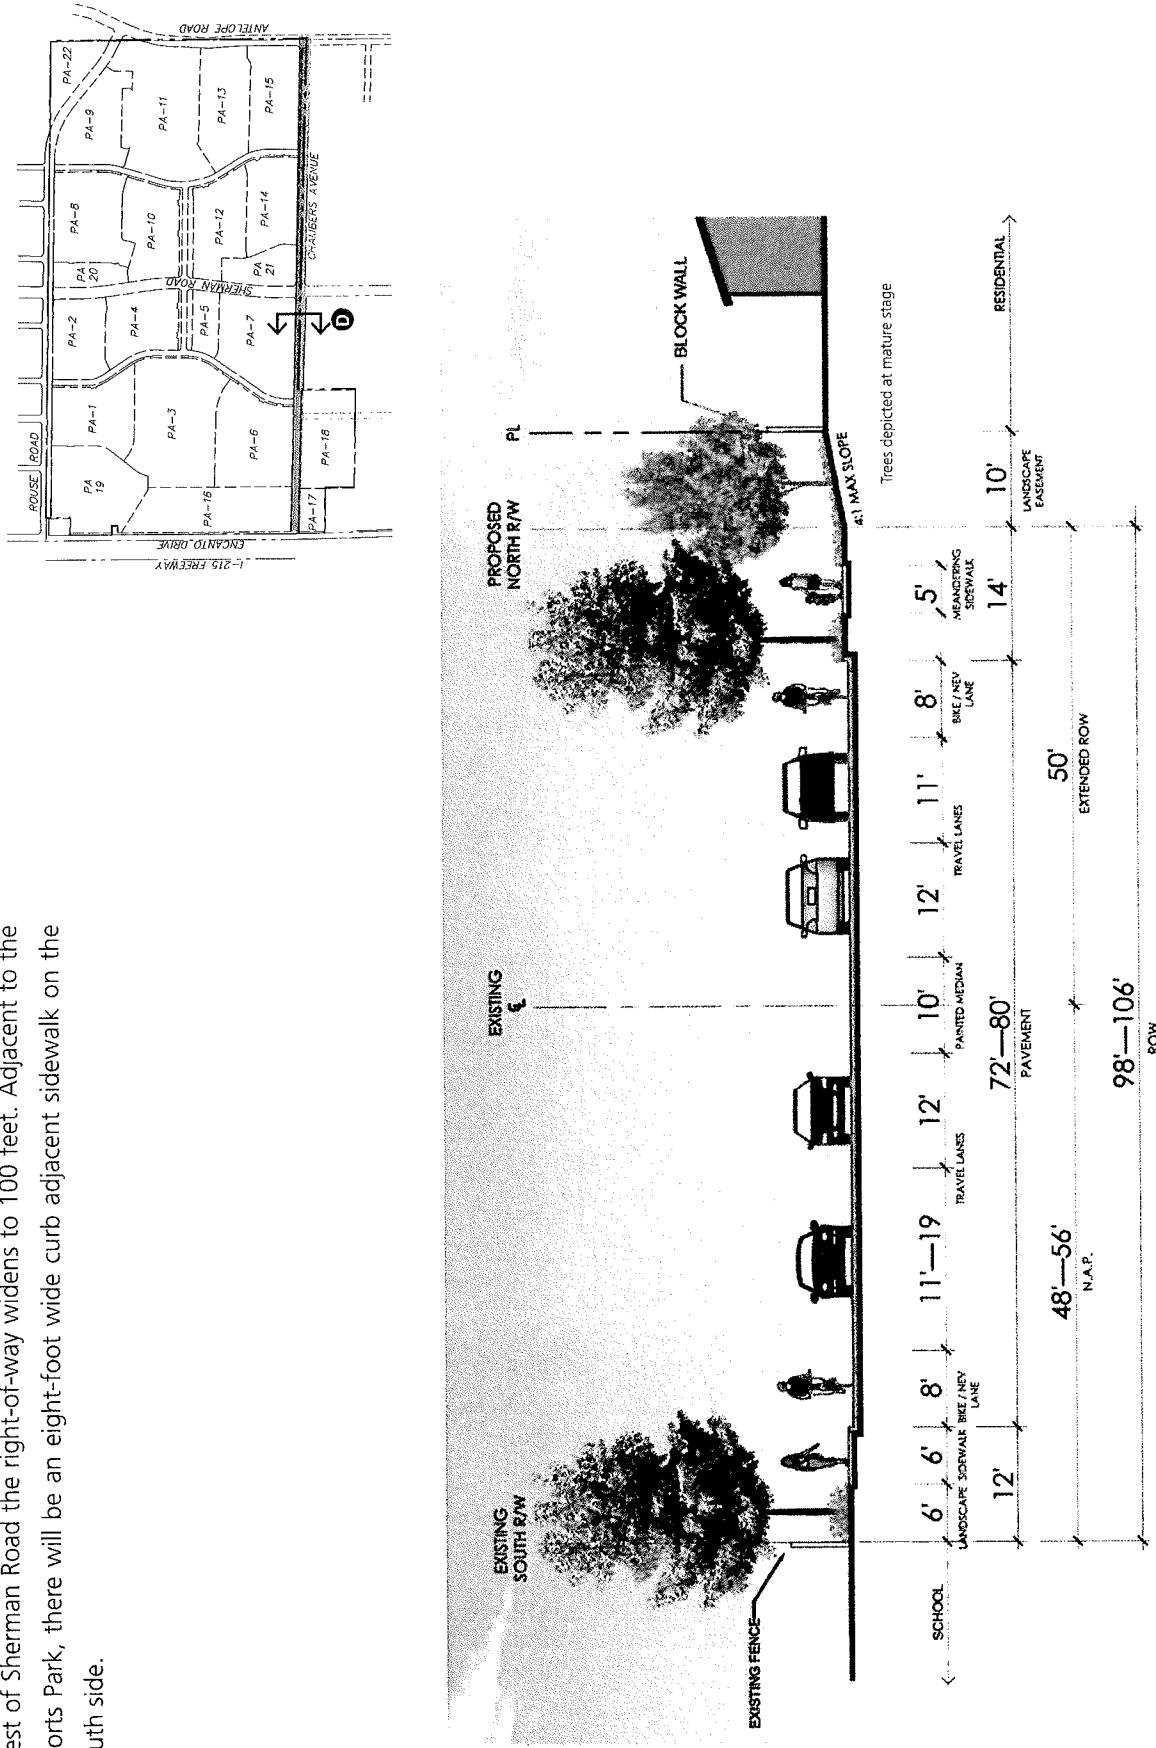 est of Sherman Road the right-of-way widens to 100 feet. Adjacent to the
orts Park, there will be an eight-foot wide curb adjacent sidewalk on the
uth side.
ROUSE ROAD
ANTELOPE ROAD
ENCANTO DRIVE
I-215 FREEWAY
SHERMAN ROAD
CHAMBERS AVENUE
PA 19
PA-1
PA-2
PA 20
PA-8
PA-9
PA-22
PA-3
PA-4
PA-10
PA-11
PA-16
PA-6
PA-5
PA-7
PA-12
PA 21
PA-14
PA-13
PA-15
PA-17
PA-18
D
EXISTING
SOUTH R/W
EXISTING
℄
PROPOSED
NORTH R/W
PL
EXISTING FENCE
BLOCK WALL
4:1 MAX SLOPE
Trees depicted at mature stage
SCHOOL
6'
6'
8'
11'—19
12'
10'
12'
11'
8'
5'
RESIDENTIAL
LANDSCAPE
SIDEWALK
BIKE / NEV
LANE
TRAVEL LANES
PAINTED MEDIAN
TRAVEL LANES
BIKE / NEV
LANE
MEANDERING
SIDEWALK
12'
72'—80'
PAVEMENT
14'
10'
LANDSCAPE
EASEMENT
48'—56'
N.A.P.
50'
EXTENDED ROW
98'—106'
ROW